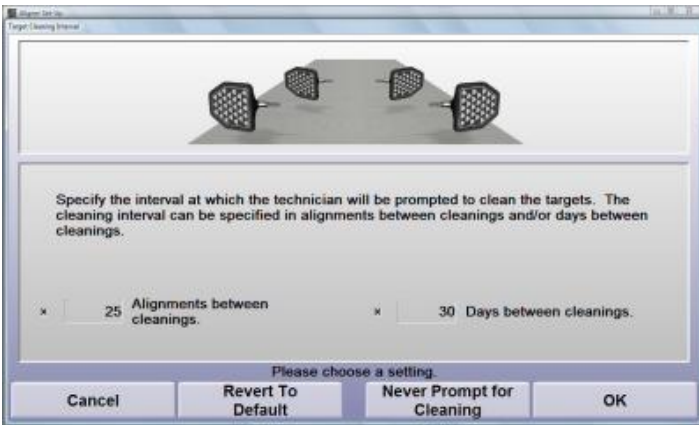 Aligner Set-Up
Target Cleaning Interval
Specify the interval at which the technician will be prompted to clean the targets. The
cleaning interval can be specified in alignments between cleanings and/or days between
cleanings.
× 25 Alignments between
cleanings.
× 30 Days between cleanings.
Please choose a setting.
Cancel
Revert To
Default
Never Prompt for
Cleaning
OK